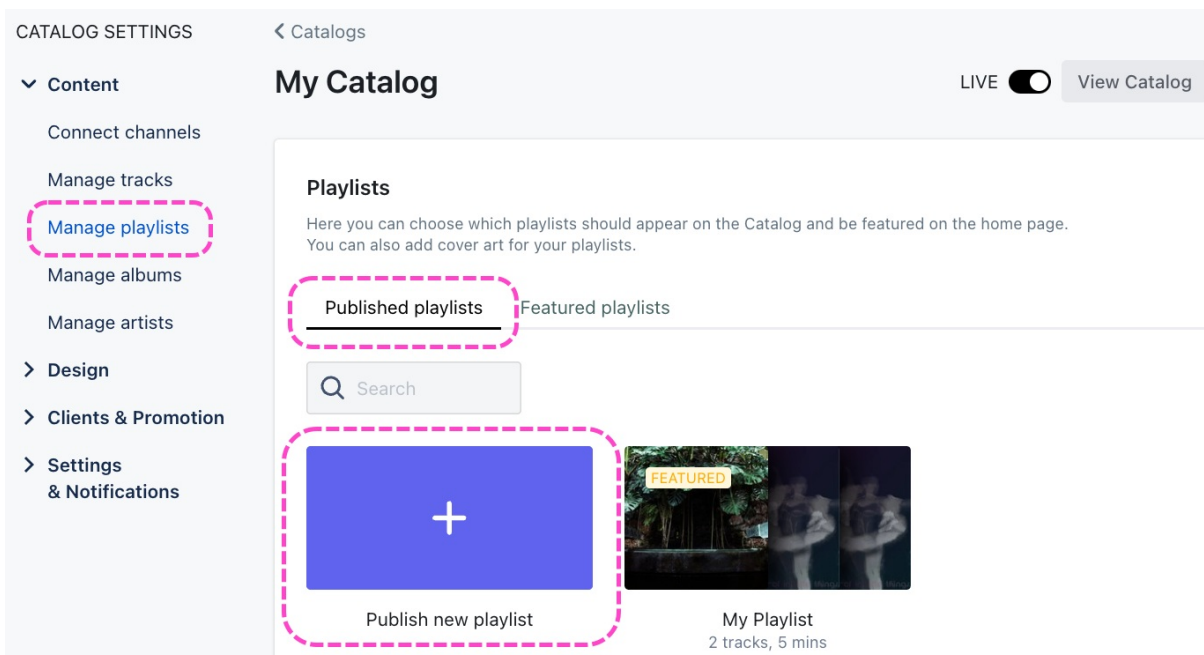 CATALOG SETTINGS
Content
Connect channels
Manage tracks
Manage playlists
Manage albums
Manage artists
Design
Clients & Promotion
Settings
& Notifications
Catalogs
My Catalog
LIVE
View Catalog
Playlists
Here you can choose which playlists should appear on the Catalog and be featured on the home page.
You can also add cover art for your playlists.
Published playlists
Featured playlists
Search
FEATURED
Publish new playlist
My Playlist
2 tracks, 5 mins